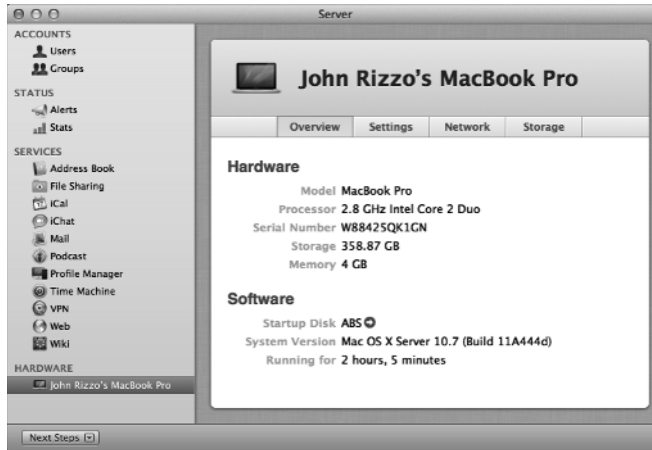 Server
ACCOUNTS
Users
Groups
STATUS
Alerts
Stats
SERVICES
Address Book
File Sharing
iCal
iChat
Mail
Podcast
Profile Manager
Time Machine
VPN
Web
Wiki
HARDWARE
John Rizzo's MacBook Pro
Next Steps
John Rizzo's MacBook Pro
Overview Settings Network Storage
Hardware
Model MacBook Pro
Processor 2.8 GHz Intel Core 2 Duo
Serial Number W88425QK1GN
Storage 358.87 GB
Memory 4 GB
Software
Startup Disk ABS
System Version Mac OS X Server 10.7 (Build 11A444d)
Running for 2 hours, 5 minutes